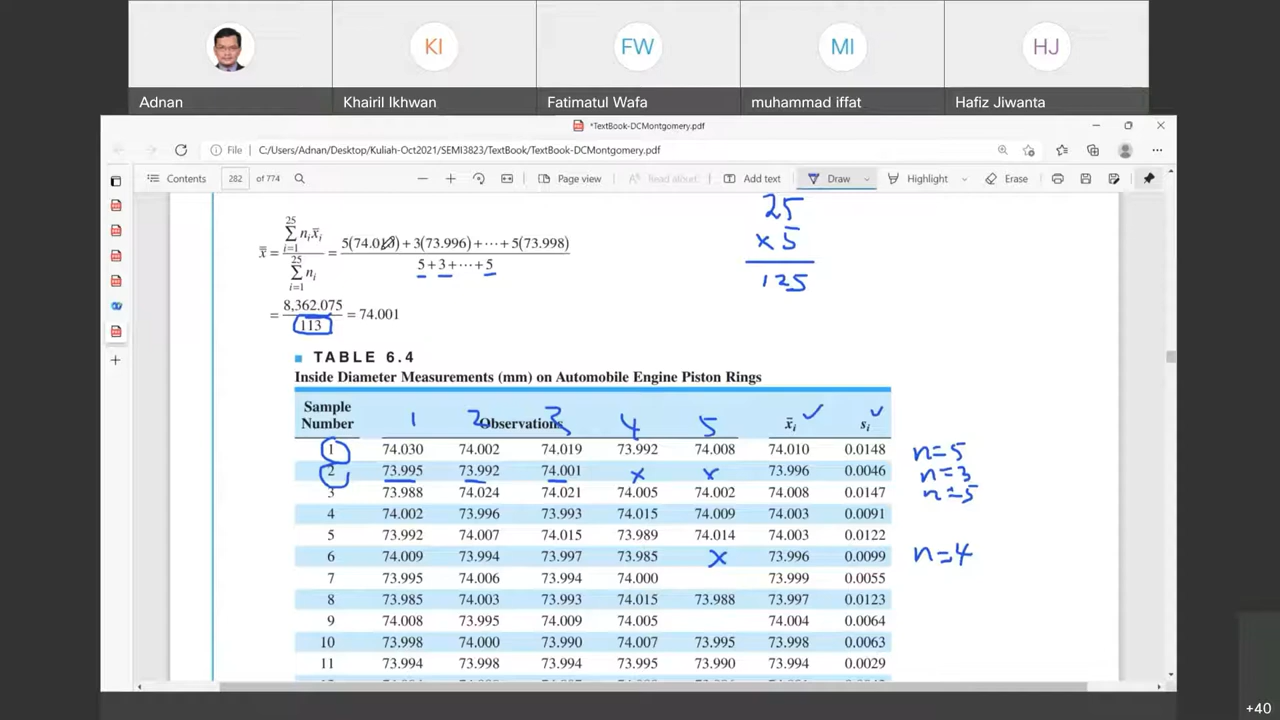 KI
FW
MI
HJ
Adnan
Khairil Ikhwan
Fatimatul Wafa
muhammad iffat
Hafiz Jiwanta
*TextBook-DCMontgomery.pdf
File C:/Users/Adnan/Desktop/Kuliah-Oct2021/SEMI3823/TextBook/TextBook-DCMontgomery.pdf
Contents 282 of 774 Page view Read aloud Add text Draw Highlight Erase
25
x 5
125
x̿ = ∑ᵢ₌₁²⁵ nᵢx̄ᵢ / ∑ᵢ₌₁²⁵ nᵢ = 5(74.010) + 3(73.996) + ⋯ + 5(73.998) / 5 + 3 + ⋯ + 5
= 8,362.075 / 113 = 74.001
TABLE 6.4
Inside Diameter Measurements (mm) on Automobile Engine Piston Rings
Sample Number Observations x̄ᵢ ✓ sᵢ ✓
1 2 3 4 5
1 74.030 74.002 74.019 73.992 74.008 74.010 0.0148 n=5
2 73.995 73.992 74.001 x x 73.996 0.0046 n=3
3 73.988 74.024 74.021 74.005 74.002 74.008 0.0147 n=5
4 74.002 73.996 73.993 74.015 74.009 74.003 0.0091
5 73.992 74.007 74.015 73.989 74.014 74.003 0.0122
6 74.009 73.994 73.997 73.985 x 73.996 0.0099 n=4
7 73.995 74.006 73.994 74.000 73.999 0.0055
8 73.985 74.003 73.993 74.015 73.988 73.997 0.0123
9 74.008 73.995 74.009 74.005 74.004 0.0064
10 73.998 74.000 73.990 74.007 73.995 73.998 0.0063
11 73.994 73.998 73.994 73.995 73.990 73.994 0.0029
+40